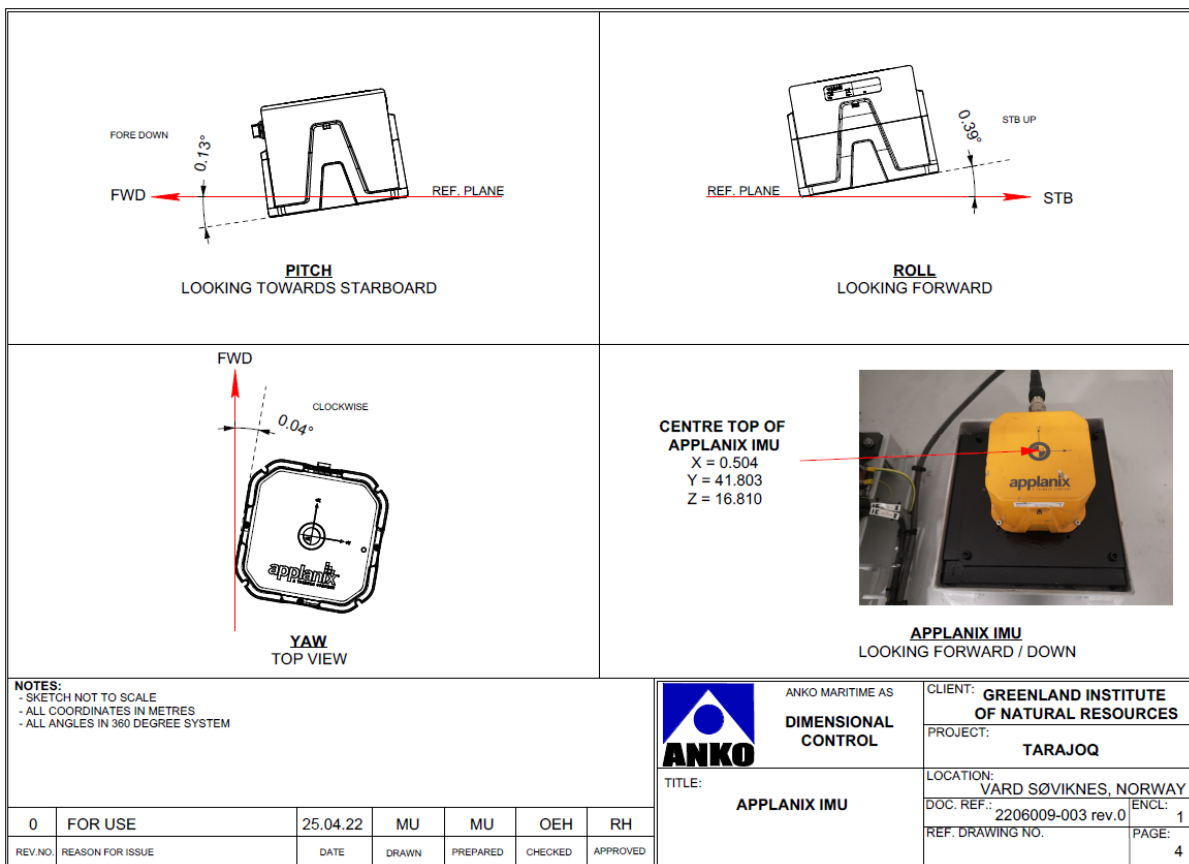 FORE DOWN
0.13°
FWD
REF. PLANE
PITCH
LOOKING TOWARDS STARBOARD
0.39°
STB UP
REF. PLANE
STB
ROLL
LOOKING FORWARD
FWD
CLOCKWISE
0.04°
applanix
YAW
TOP VIEW
CENTRE TOP OF
APPLANIX IMU
X = 0.504
Y = 41.803
Z = 16.810
applanix
APPLANIX IMU
LOOKING FORWARD / DOWN
NOTES:
- SKETCH NOT TO SCALE
- ALL COORDINATES IN METRES
- ALL ANGLES IN 360 DEGREE SYSTEM
0 FOR USE 25.04.22 MU MU OEH RH
REV.NO. REASON FOR ISSUE DATE DRAWN PREPARED CHECKED APPROVED
ANKO
ANKO MARITIME AS
DIMENSIONAL
CONTROL
TITLE:
APPLANIX IMU
CLIENT: GREENLAND INSTITUTE
OF NATURAL RESOURCES
PROJECT:
TARAJOQ
LOCATION:
VARD SØVIKNES, NORWAY
DOC. REF.: 2206009-003 rev.0
ENCL: 1
REF. DRAWING NO.
PAGE: 4